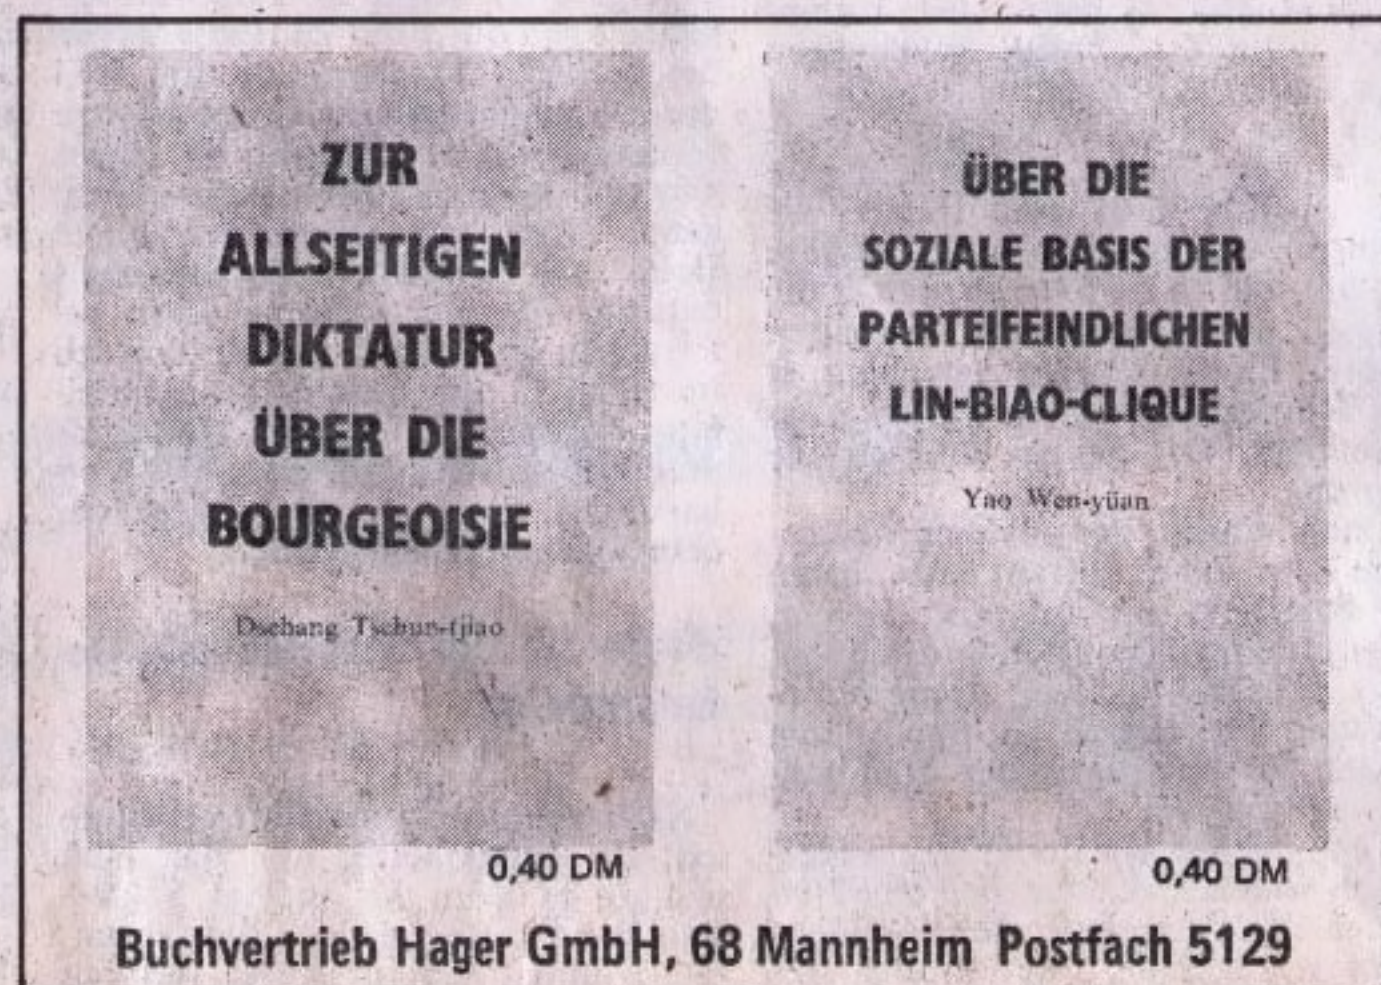 ZUR
ALLSEITIGEN
DIKTATUR
ÜBER DIE
BOURGEOISIE
Dschang Tschun-tjiao
0,40 DM
ÜBER DIE
SOZIALE BASIS DER
PARTEIFEINDLICHEN
LIN-BIAO-CLIQUE
Yao Wen-yüan
0,40 DM
Buchvertrieb Hager GmbH, 68 Mannheim Postfach 5129